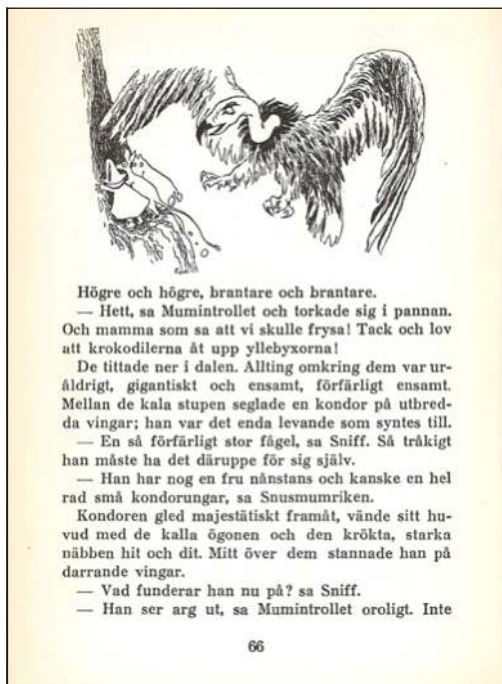 Högre och högre, brantare och brantare.
— Hett, sa Mumintrollet och torkade sig i pannan.
Och mamma som sa att vi skulle frysa! Tack och lov
att krokodilerna åt upp yllebyxorna!
De tittade ner i dalen. Allting omkring dem var ur-
åldrigt, gigantiskt och ensamt, förfärligt ensamt.
Mellan de kala stupen seglade en kondor på utbred-
da vingar; han var det enda levande som syntes till.
— En så förfärligt stor fågel, sa Sniff. Så tråkigt
han måste ha det däruppe för sig själv.
— Han har nog en fru nånstans och kanske en hel
rad små kondorungar, sa Snusmumriken.
Kondoren gled majestätiskt framåt, vände sitt hu-
vud med de kalla ögonen och den krökta, starka
näbben hit och dit. Mitt över dem stannade han på
darrande vingar.
— Vad funderar han nu på? sa Sniff.
— Han ser arg ut, sa Mumintrollet oroligt. Inte
66